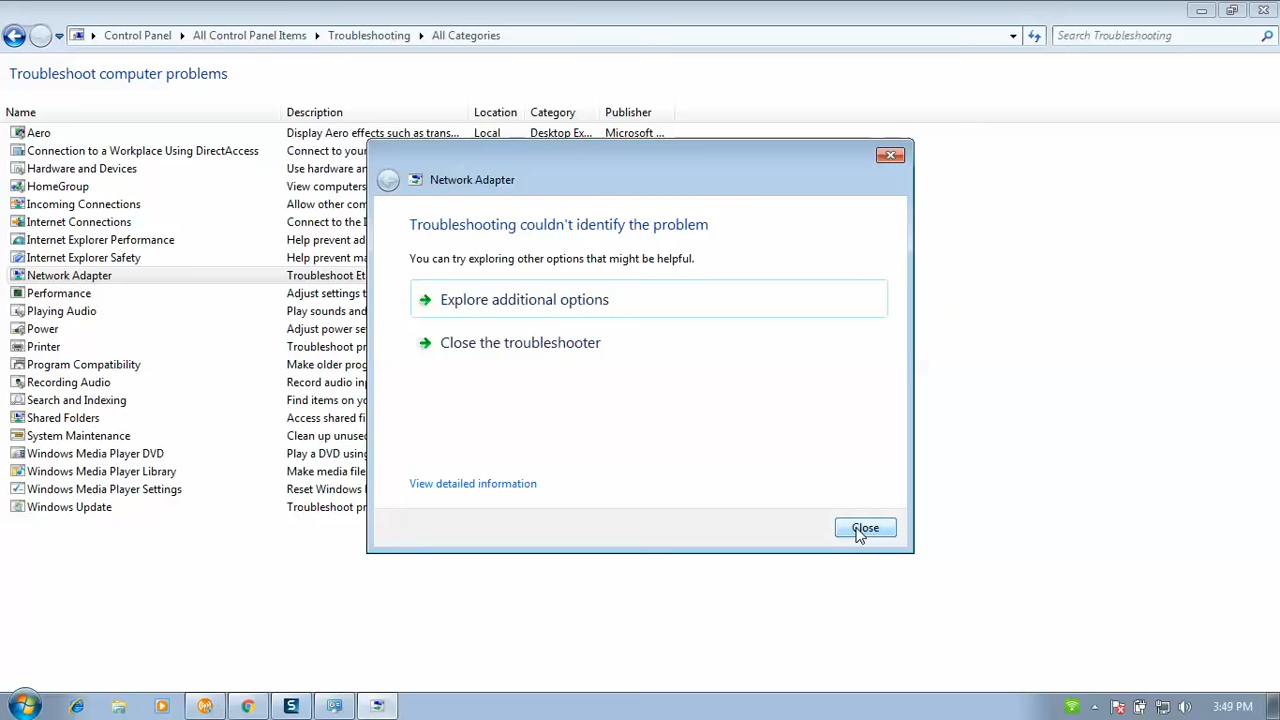 Control Panel All Control Panel Items Troubleshooting All Categories Search Troubleshooting
Troubleshoot computer problems
Name Description Location Category Publisher
Aero Display Aero effects such as trans... Local Desktop Ex... Microsoft ...
Connection to a Workplace Using DirectAccess Connect to your
Hardware and Devices Use hardware an
HomeGroup View computers
Incoming Connections Allow other com
Internet Connections Connect to the I
Internet Explorer Performance Help prevent ad
Internet Explorer Safety Help prevent ma
Network Adapter Troubleshoot Et
Performance Adjust settings t
Playing Audio Play sounds and
Power Adjust power se
Printer Troubleshoot pr
Program Compatibility Make older prog
Recording Audio Record audio inp
Search and Indexing Find items on yo
Shared Folders Access shared fi
System Maintenance Clean up unused
Windows Media Player DVD Play a DVD using
Windows Media Player Library Make media files
Windows Media Player Settings Reset Windows
Windows Update Troubleshoot pr
Network Adapter
Troubleshooting couldn't identify the problem
You can try exploring other options that might be helpful.
Explore additional options
Close the troubleshooter
View detailed information
Close
S
3:49 PM